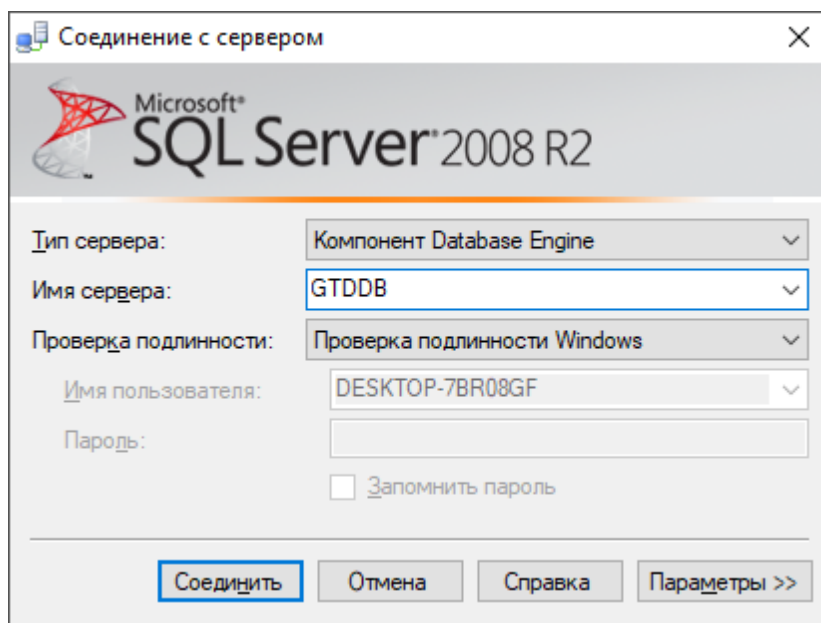 Соединение с сервером
Microsoft®
SQL Server® 2008 R2
Тип сервера: Компонент Database Engine
Имя сервера: GTDDB
Проверка подлинности: Проверка подлинности Windows
Имя пользователя: DESKTOP-7BR08GF
Пароль:
Запомнить пароль
Соединить Отмена Справка Параметры >>